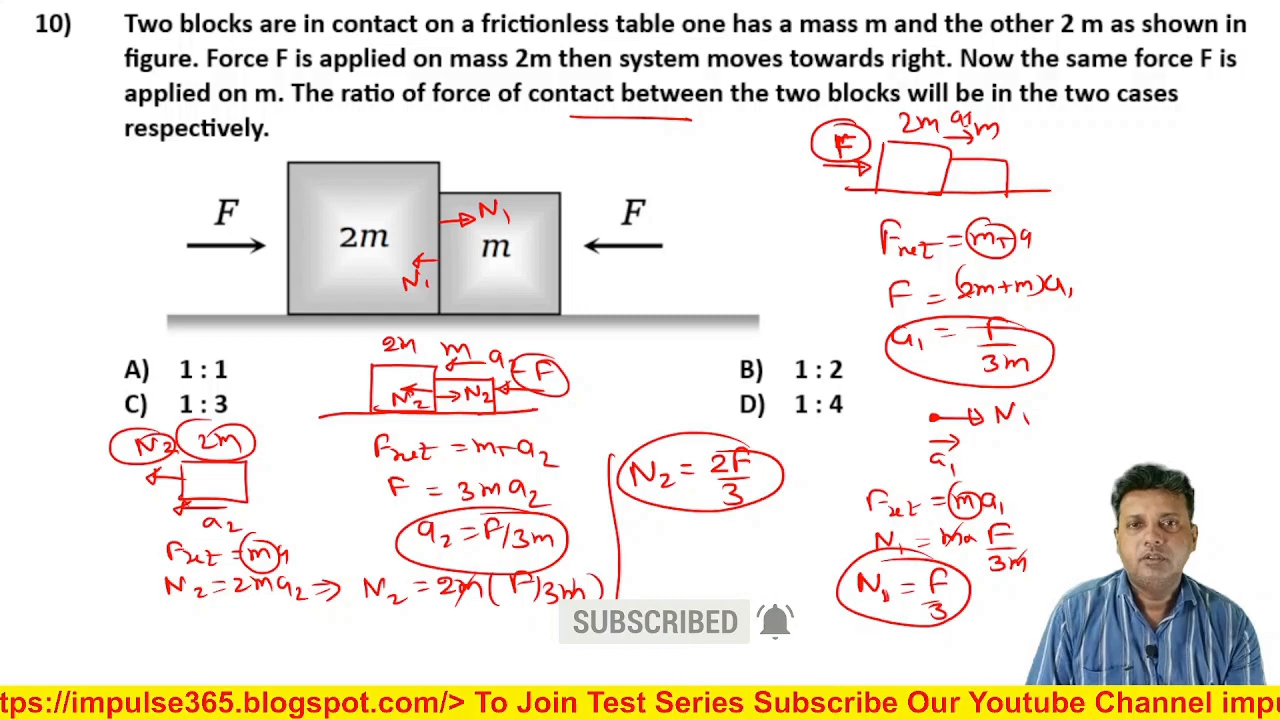 10) Two blocks are in contact on a frictionless table one has a mass m and the other 2 m as shown in
figure. Force F is applied on mass 2m then system moves towards right. Now the same force F is
applied on m. The ratio of force of contact between the two blocks will be in the two cases
respectively.
F
2m
m
F
N₁
N₁
A) 1 : 1
B) 1 : 2
C) 1 : 3
D) 1 : 4
F
2m a₁ m
Fnet = mT a
F = (2m+m)a₁
a₁ = F/3m
N₁
a₁
Fnet = m a₁
N₁ = m × F/3m
N₁ = F/3
2m m a₂ F
N₂ N₂
Fnet = mT a₂
F = 3m a₂
a₂ = F/3m
N₂ 2m
a₂
Fnet = m a
N₂ = 2m a₂ ⇒ N₂ = 2m ( F/3m )
N₂ = 2F/3
SUBSCRIBED
ttps://impulse365.blogspot.com/> To Join Test Series Subscribe Our Youtube Channel impu